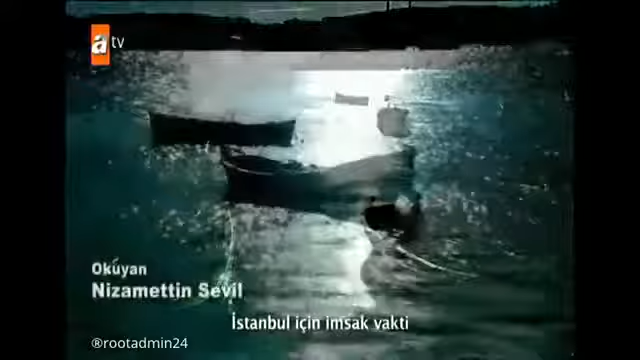 atv
Okuyan
Nizamettin Sevil
İstanbul için imsak vakti
®rootadmin24